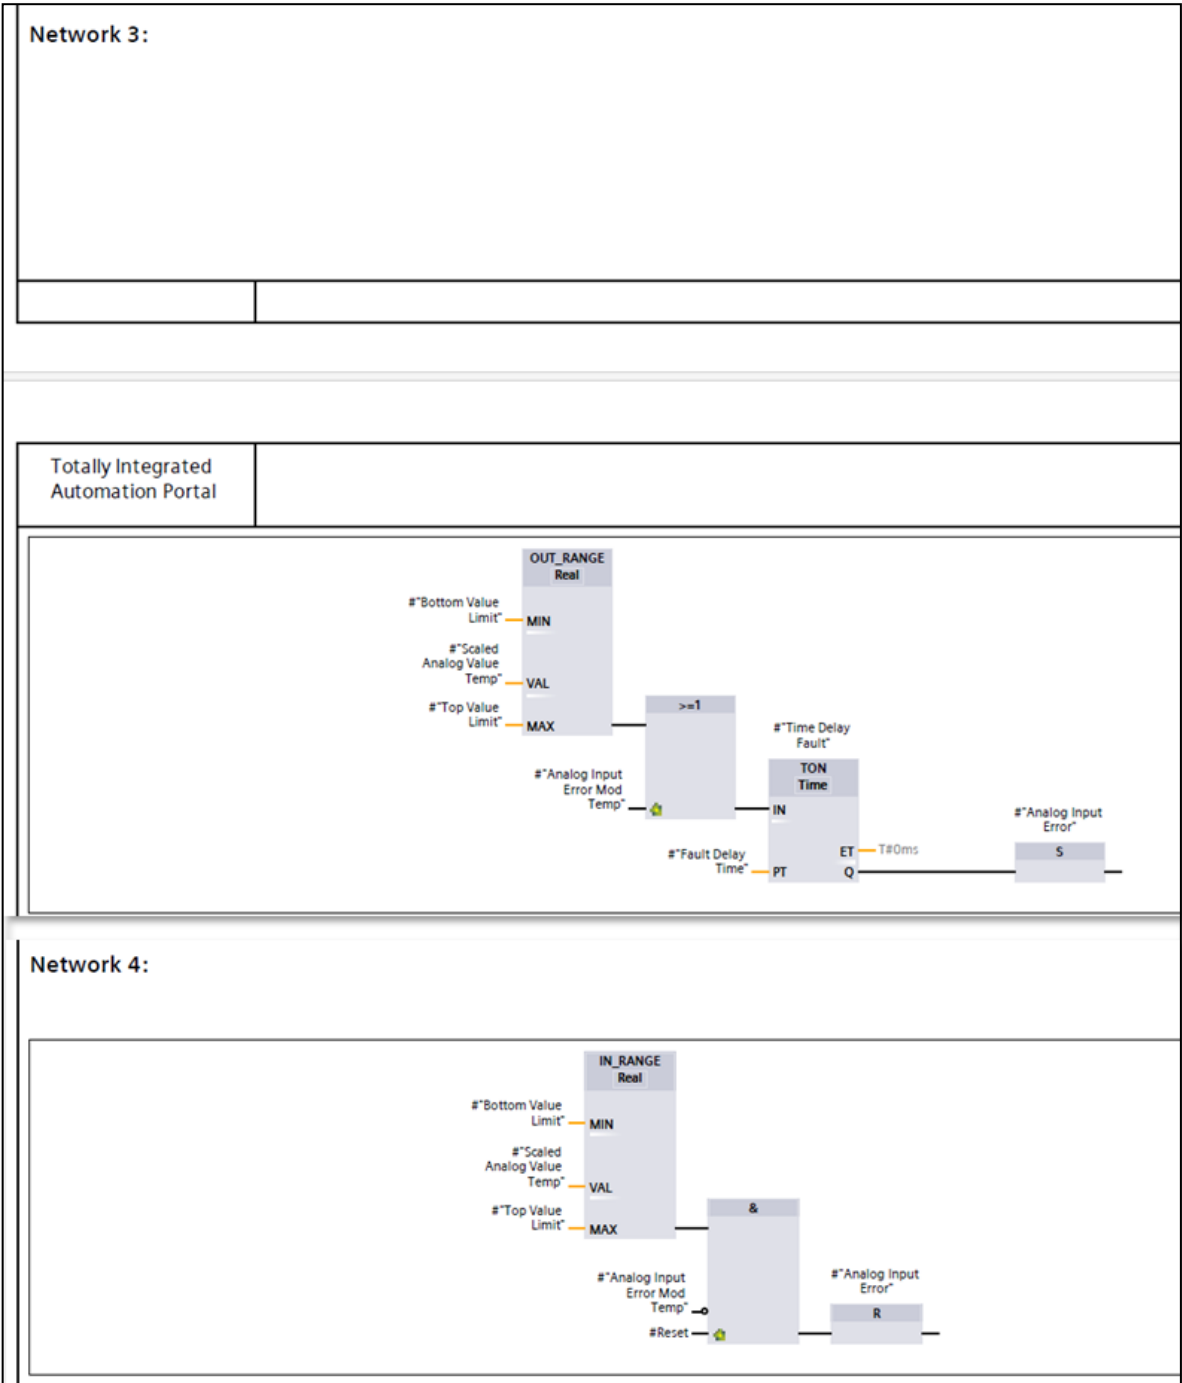 Network 3:
Totally Integrated
Automation Portal
OUT_RANGE
Real
#"Bottom Value
Limit"
MIN
#"Scaled
Analog Value
Temp"
VAL
#"Top Value
Limit"
MAX
>=1
#"Analog Input
Error Mod
Temp"
#"Time Delay
Fault"
TON
Time
IN
#"Fault Delay
Time"
PT
ET
T#0ms
Q
#"Analog Input
Error"
S
Network 4:
IN_RANGE
Real
#"Bottom Value
Limit"
MIN
#"Scaled
Analog Value
Temp"
VAL
#"Top Value
Limit"
MAX
&
#"Analog Input
Error Mod
Temp"
#Reset
#"Analog Input
Error"
R